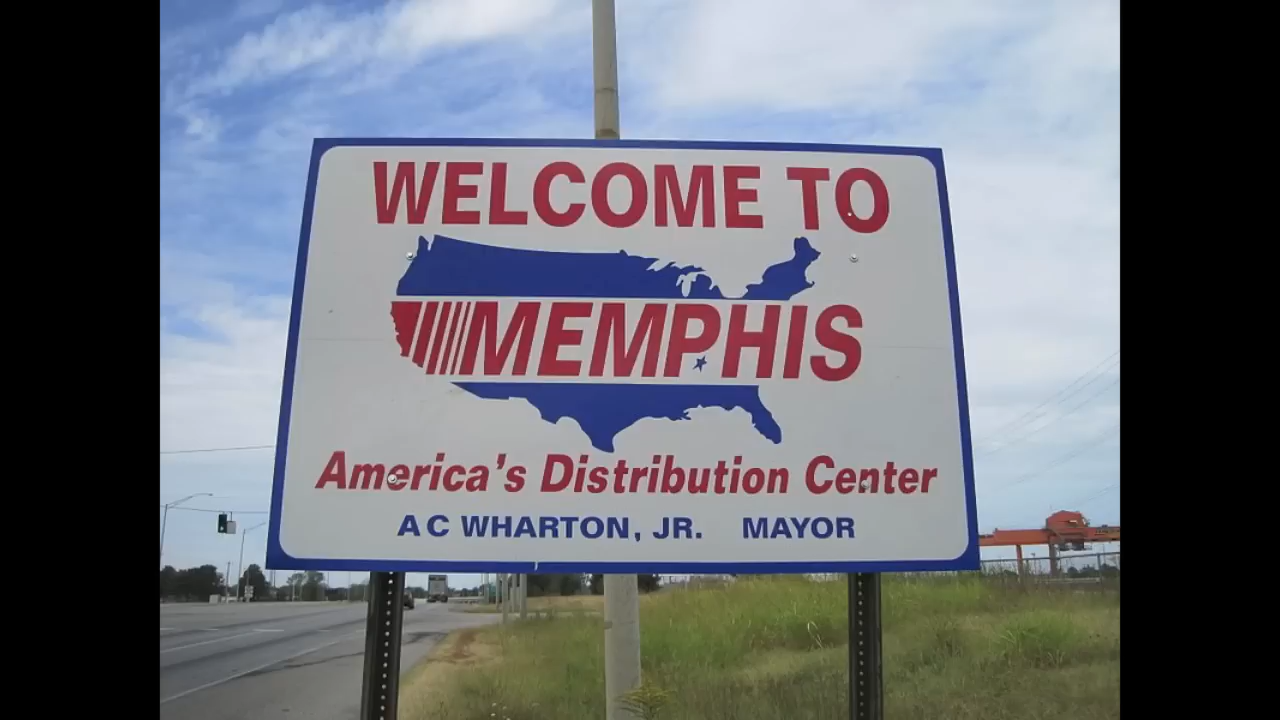 WELCOME TO
MEMPHIS
America's Distribution Center
A C WHARTON, JR. MAYOR